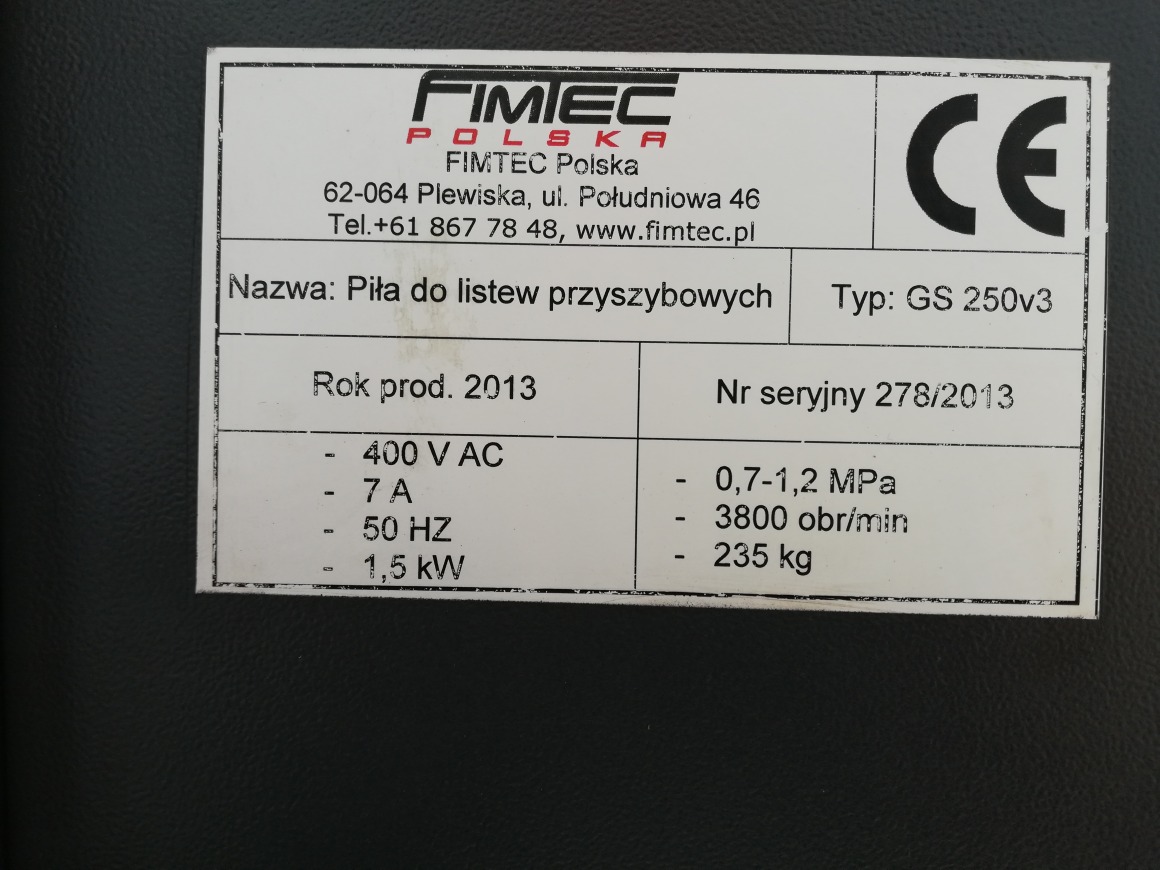 FIMTEC
POLSKA
FIMTEC Polska
62-064 Plewiska, ul. Południowa 46
Tel.+61 867 78 48, www.fimtec.pl
CE
Nazwa: Piła do listew przyszybowych
Typ: GS 250v3
Rok prod. 2013
Nr seryjny 278/2013
- 400 V AC
- 7 A
- 50 HZ
- 1,5 kW
- 0,7-1,2 MPa
- 3800 obr/min
- 235 kg